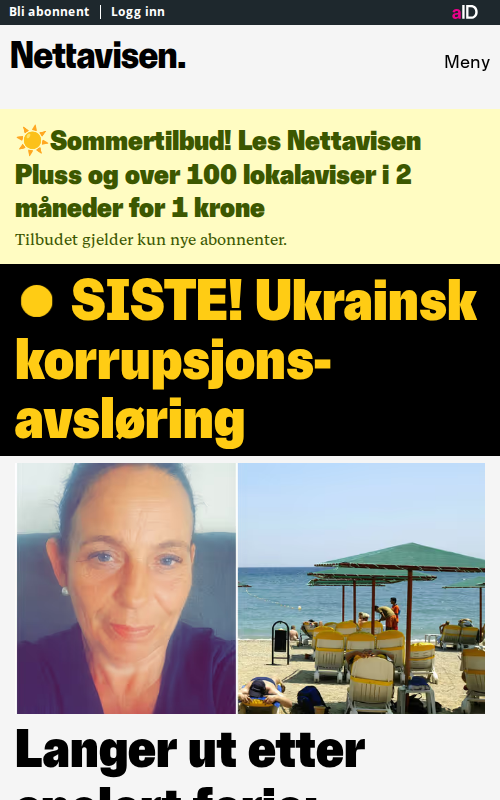 Bli abonnent | Logg inn
aID
Nettavisen.
Meny
☀️Sommertilbud! Les Nettavisen
Pluss og over 100 lokalaviser i 2
måneder for 1 krone
Tilbudet gjelder kun nye abonnenter.
● SISTE! Ukrainsk
korrupsjons-
avsløring
Langer ut etter